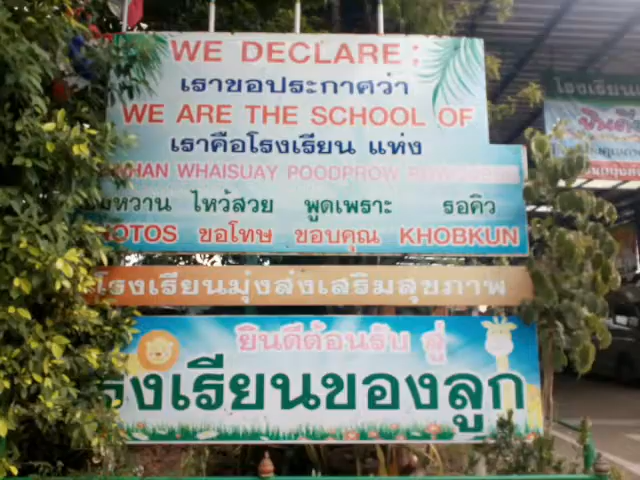 WE DECLARE :
เราขอประกาศว่า
WE ARE THE SCHOOL OF
เราคือโรงเรียน แห่ง
WHAISUAY POODPROW
ไหว้สวย พูดเพราะ รอคิว
ขอโทษ ขอบคุณ KHOBKUN
โรงเรียนมุ่งส่งเสริมสุขภาพ
ยินดีต้อนรับ สู่
โรงเรียนของลูก